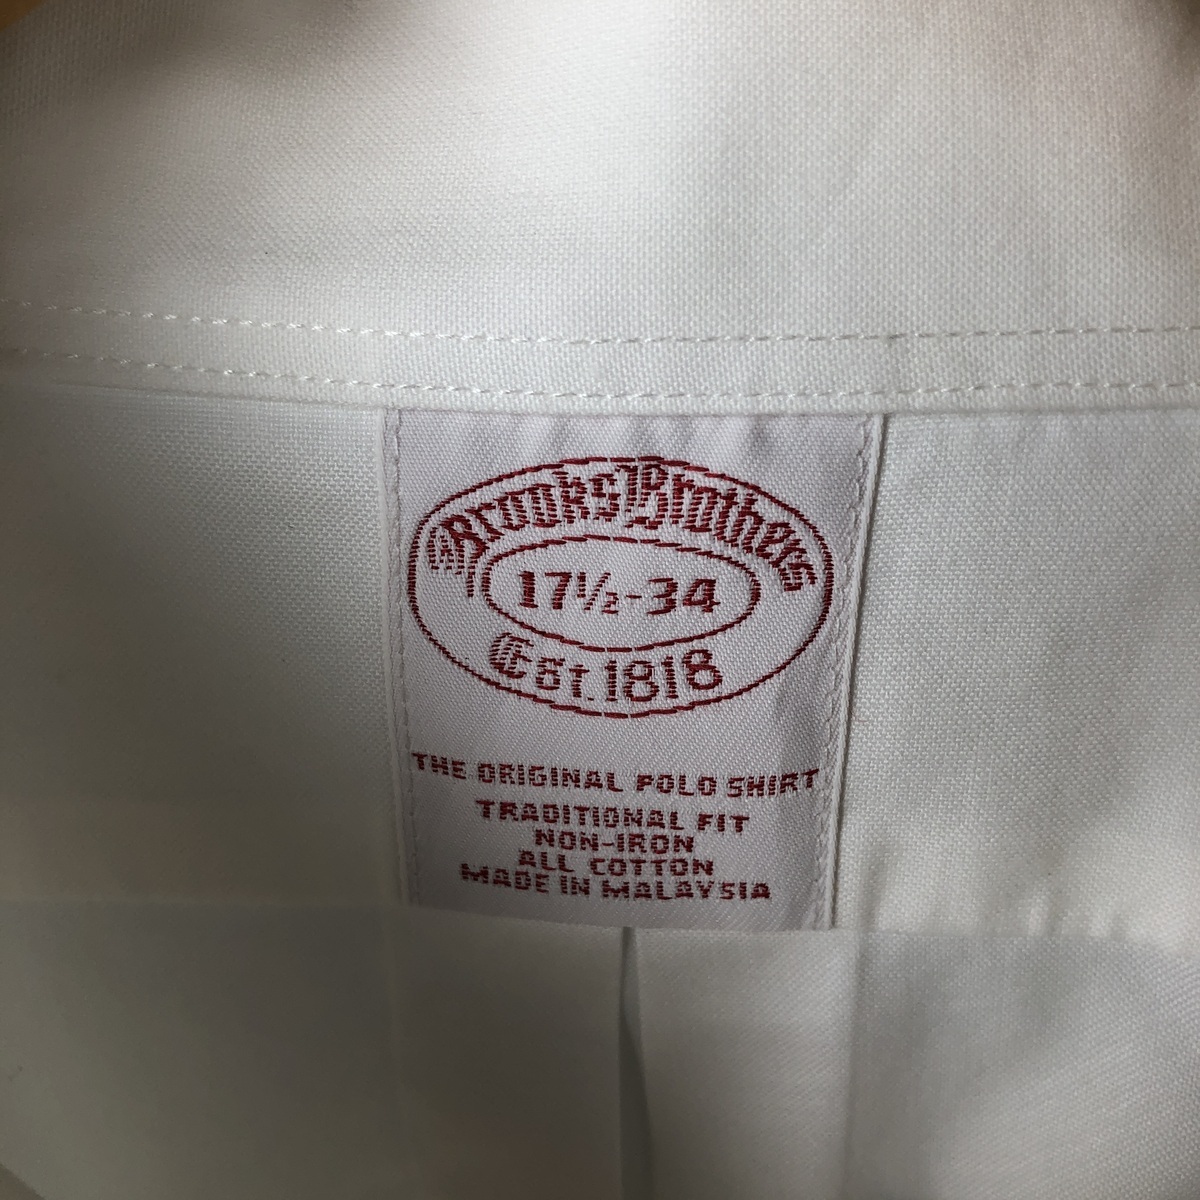 Brooks Brothers
17½-34
Est. 1818
THE ORIGINAL POLO SHIRT
TRADITIONAL FIT
NON-IRON
ALL COTTON
MADE IN MALAYSIA